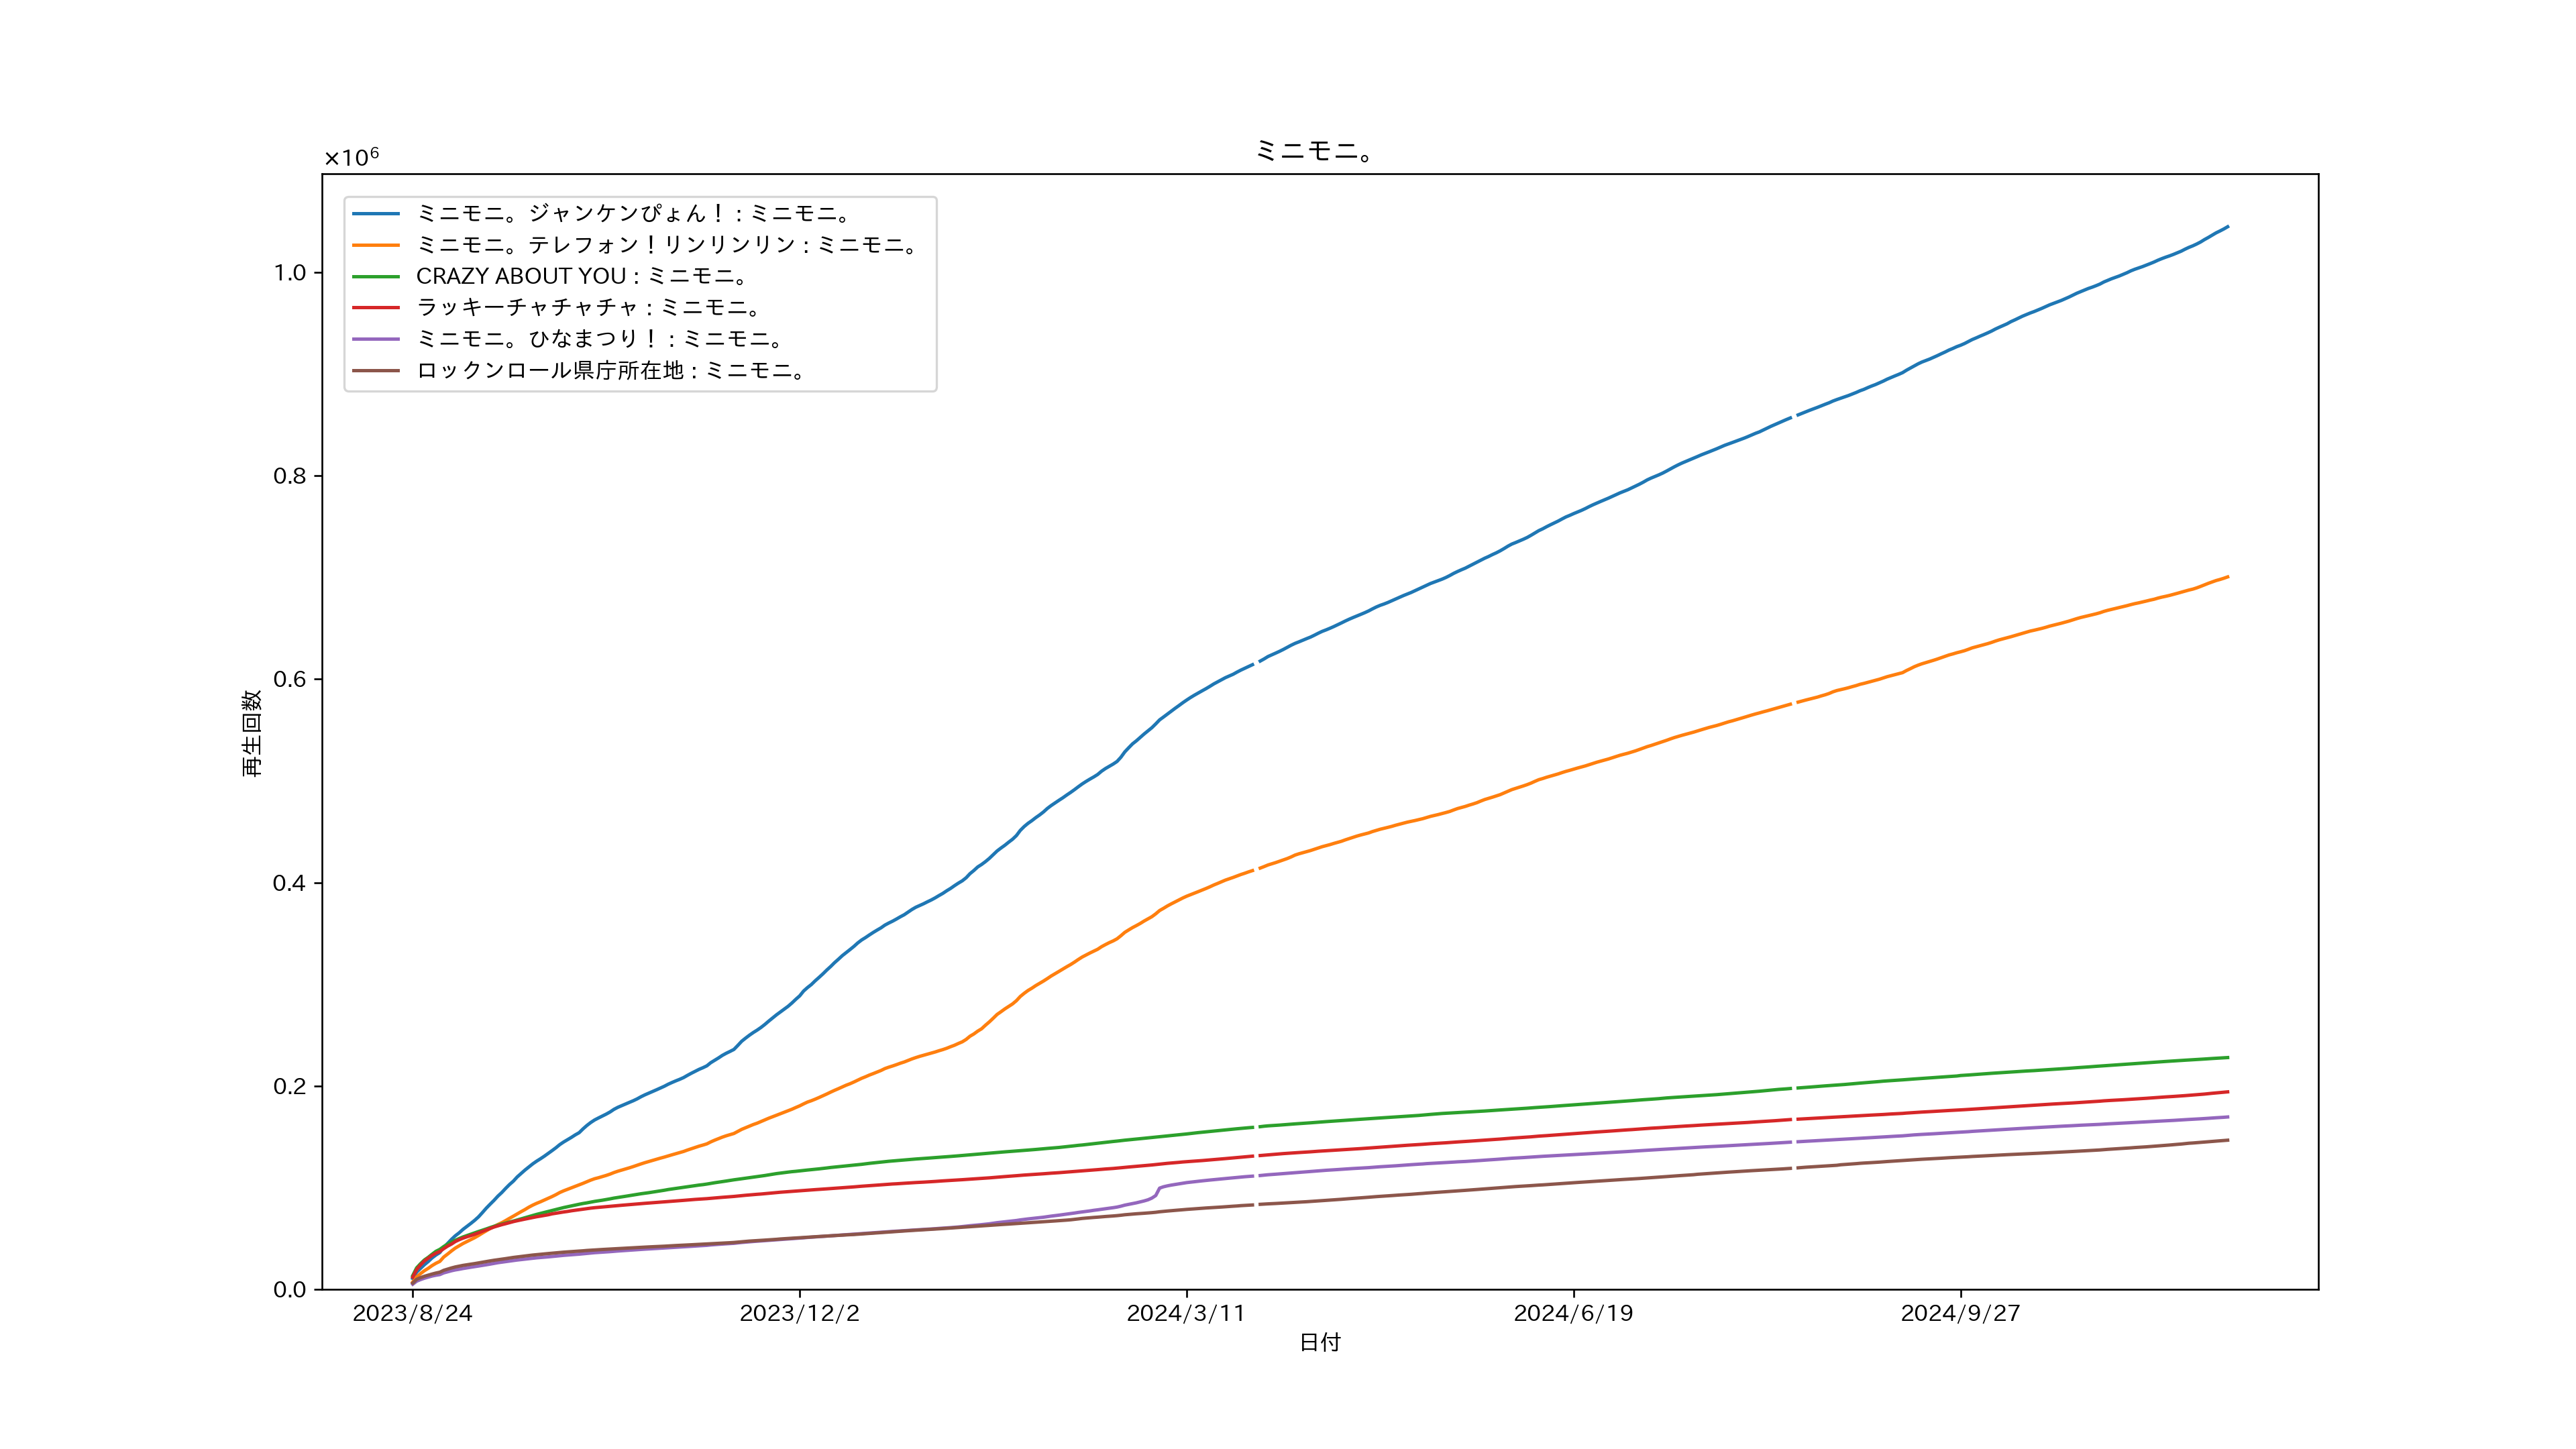 ミニモニ。
×10⁶
ミニモニ。ジャンケンぴょん！：ミニモニ。
ミニモニ。テレフォン！リンリンリン：ミニモニ。
CRAZY ABOUT YOU：ミニモニ。
ラッキーチャチャチャ：ミニモニ。
ミニモニ。ひなまつり！：ミニモニ。
ロックンロール県庁所在地：ミニモニ。
1.0
0.8
0.6
0.4
0.2
0.0
再生回数
2023/8/24 2023/12/2 2024/3/11 2024/6/19 2024/9/27
日付